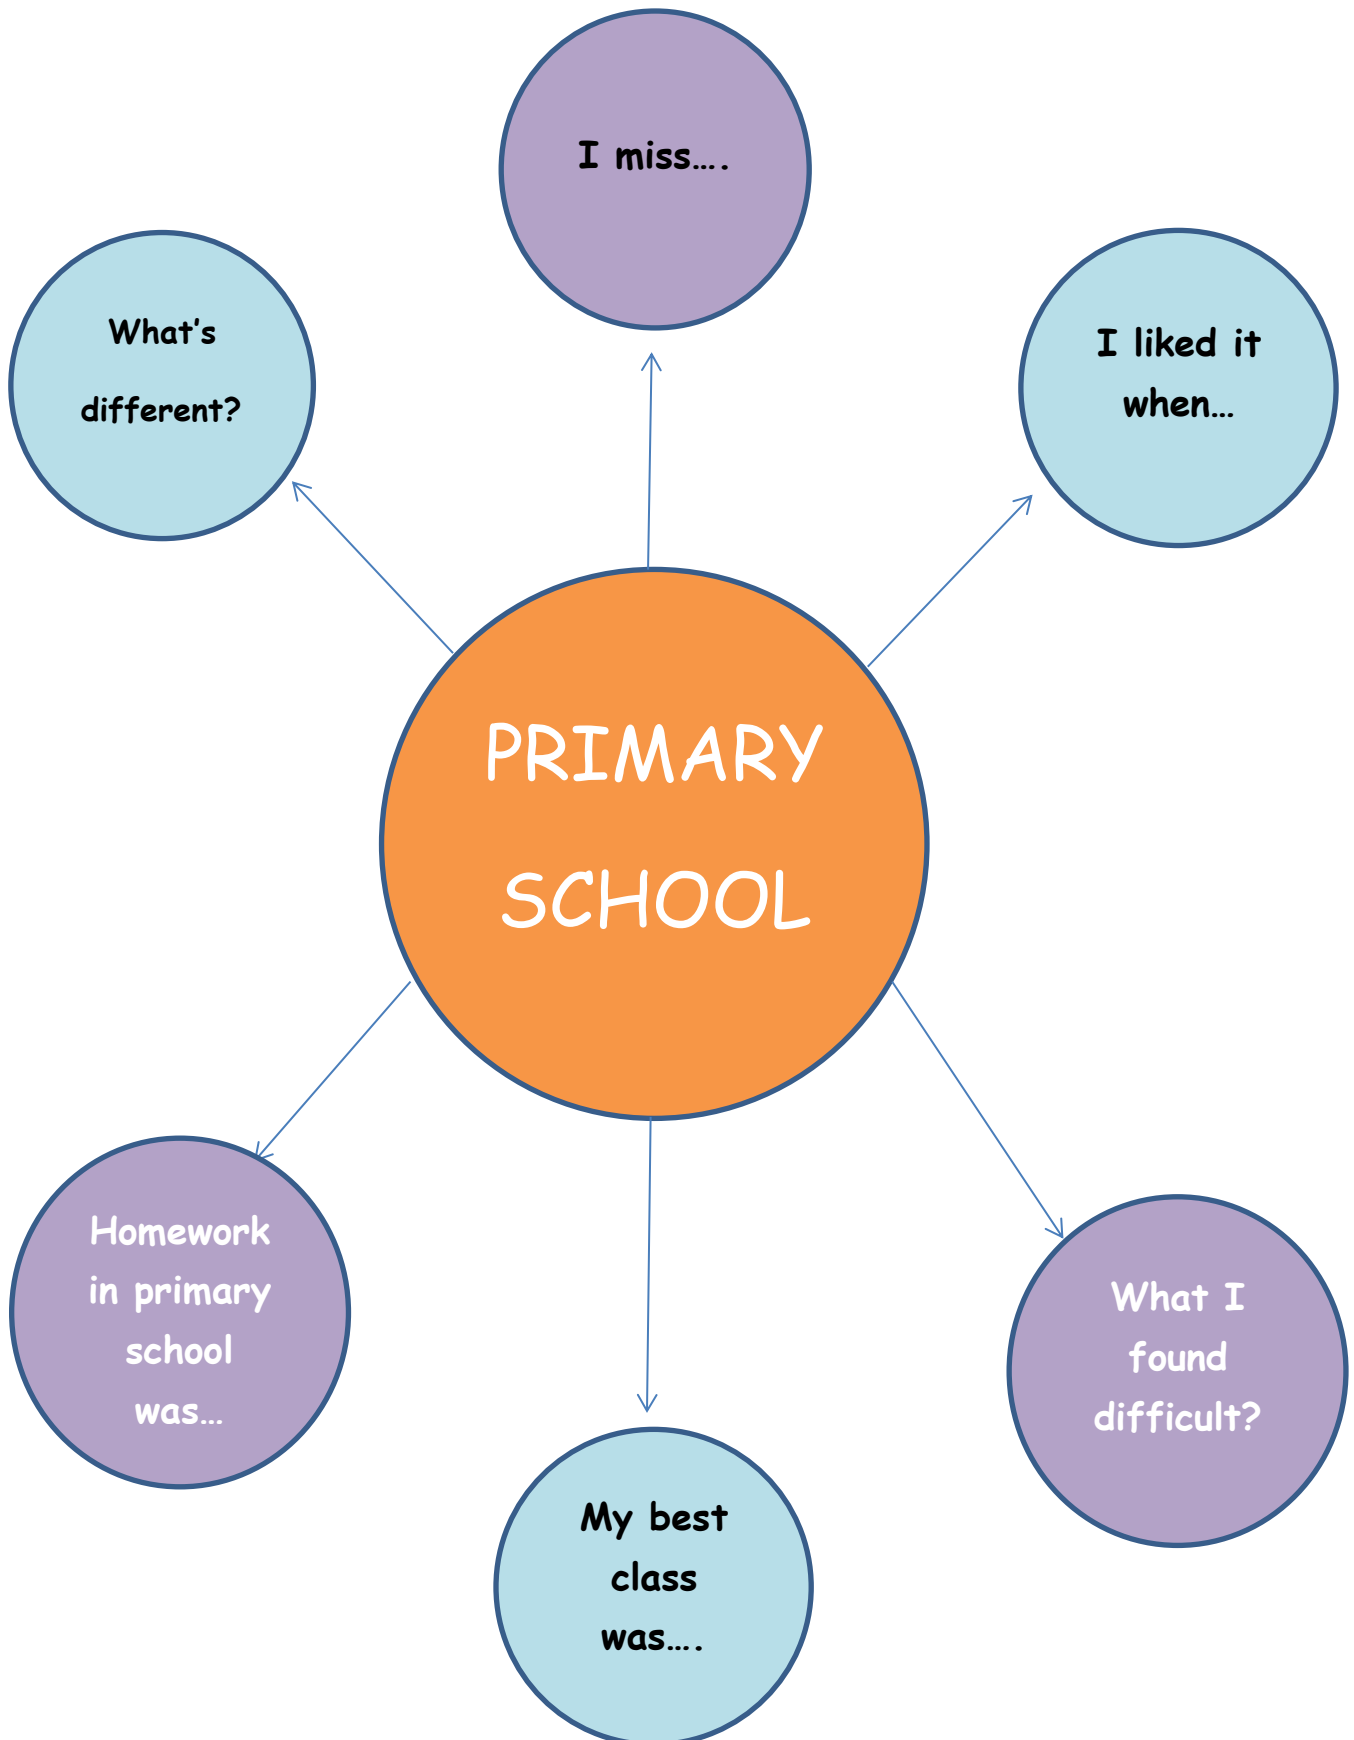 I miss....
What's
different?
I liked it
when...
PRIMARY
SCHOOL
Homework
in primary
school
was...
What I
found
difficult?
My best
class
was....